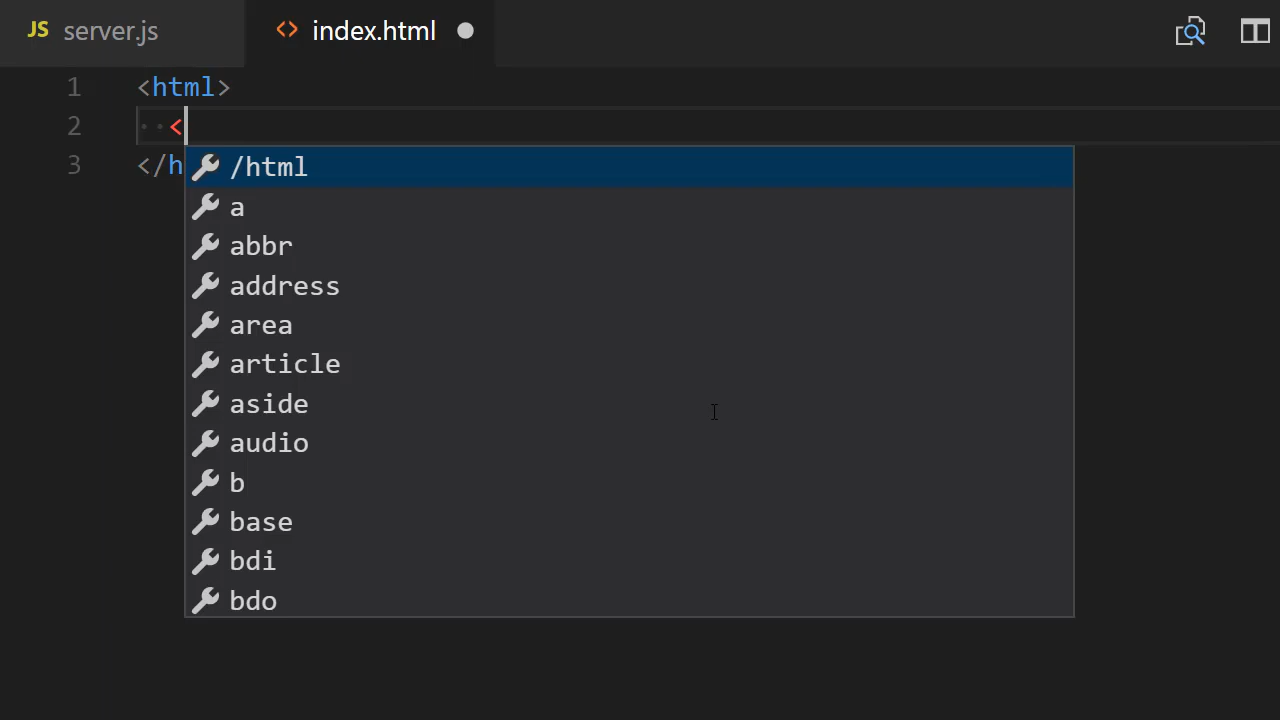 JS server.js <> index.html
1 <html>
2 <
3 </h
/html
a
abbr
address
area
article
aside
audio
b
base
bdi
bdo